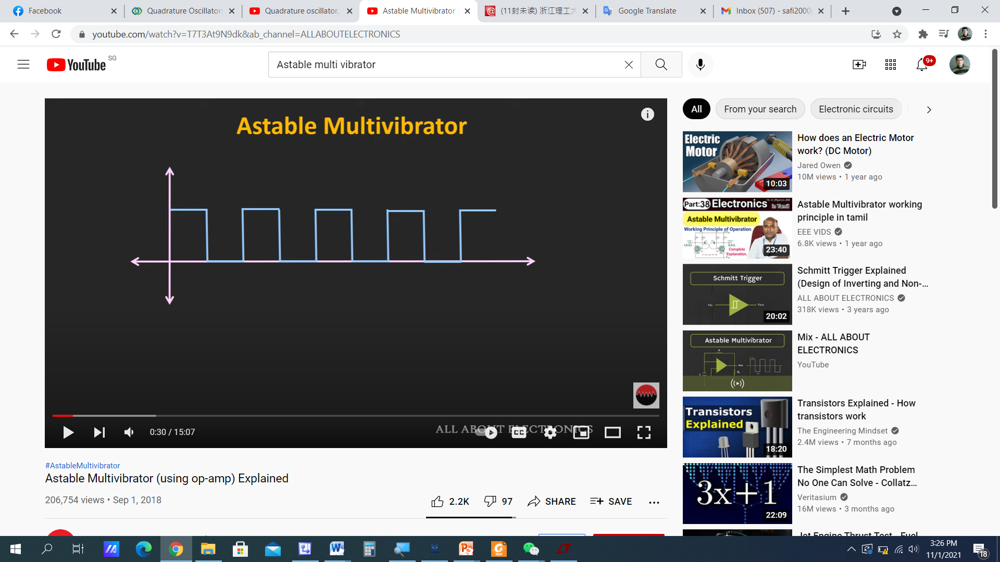 Facebook
Quadrature Oscillators
Quadrature oscillator,
Astable Multivibrator
(11封未读) 浙江理工大
Google Translate
Inbox (507) - safi2000
youtube.com/watch?v=T7T3At9N9dk&ab_channel=ALLABOUTELECTRONICS
YouTube SG
Astable multi vibrator
9+
Astable Multivibrator
i
0:30 / 15:07
ALL ABOUT ELECTRONICS
CC
#AstableMultivibrator
Astable Multivibrator (using op-amp) Explained
206,754 views • Sep 1, 2018
2.2K
97
SHARE
SAVE
All
From your search
Electronic circuits
Electric
Motor
10:03
How does an Electric Motor
work? (DC Motor)
Jared Owen
10M views • 1 year ago
Part:38 Electronics
in Tamil
Astable Multivibrator
Working Principle of Operation
Complete
Explanation.
23:40
Astable Multivibrator working
principle in tamil
EEE VIDS
6.8K views • 1 year ago
Schmitt Trigger
Vin
Vout
20:02
Schmitt Trigger Explained
(Design of Inverting and Non-...
ALL ABOUT ELECTRONICS
318K views • 3 years ago
Astable Multivibrator
R
C
Mix - ALL ABOUT
ELECTRONICS
YouTube
Transistors
Explained
18:20
Transistors Explained - How
transistors work
The Engineering Mindset
2.4M views • 7 months ago
3x+1
22:09
The Simplest Math Problem
No One Can Solve - Collatz...
Veritasium
16M views • 3 months ago
Jet Engine Thrust Test - Fuel
3:26 PM
11/1/2021
18